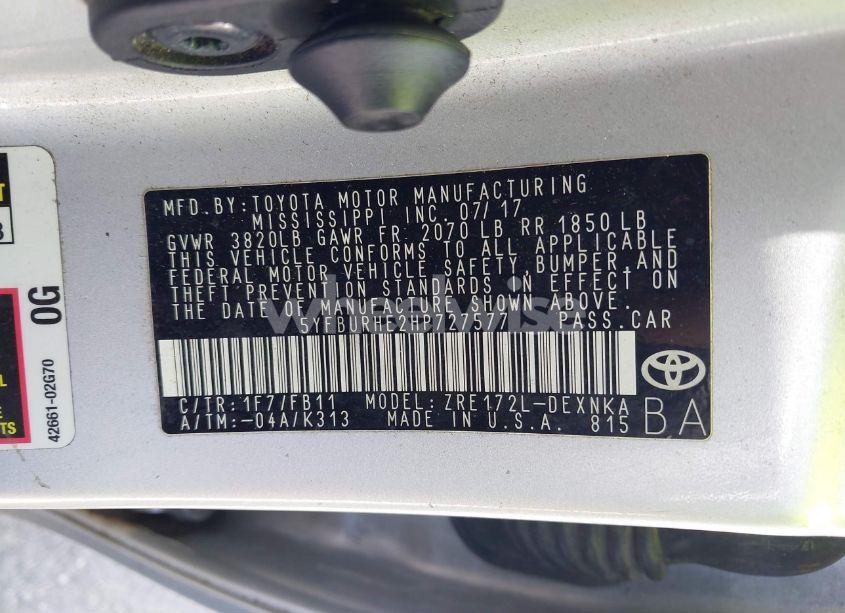 MFD. BY: TOYOTA MOTOR MANUFACTURING
MISSISSIPPI INC. 07/17
GVWR 3820LB GAWR FR. 2070 LB RR 1850 LB
THIS VEHICLE CONFORMS TO ALL APPLICABLE
FEDERAL MOTOR VEHICLE SAFETY, BUMPER, AND
THEFT PREVENTION STANDARDS IN EFFECT ON
THE DATE OF MANUFACTURE SHOWN ABOVE.
5YFBURHE2HP727577 PASS. CAR
C/TR: 1F7/FB11 MODEL: ZRE172L-DEXNKA
A/TM: -04A/K313 MADE IN U.S.A. 815
BA
0G
42661-02G70
TS